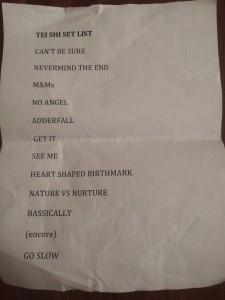 TEI SHI SET LIST
CAN'T BE SURE
NEVERMIND THE END
M&Ms
NO ANGEL
ADDERFALL
GET IT
SEE ME
HEART SHAPED BIRTHMARK
NATURE VS NURTURE
BASSICALLY
(encore)
GO SLOW